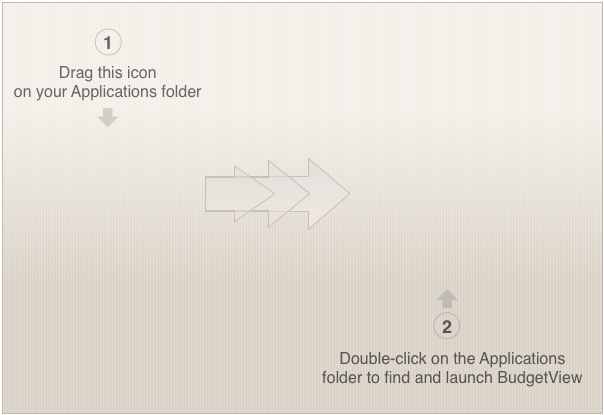 1
Drag this icon
on your Applications folder
2
Double-click on the Applications
folder to find and launch BudgetView